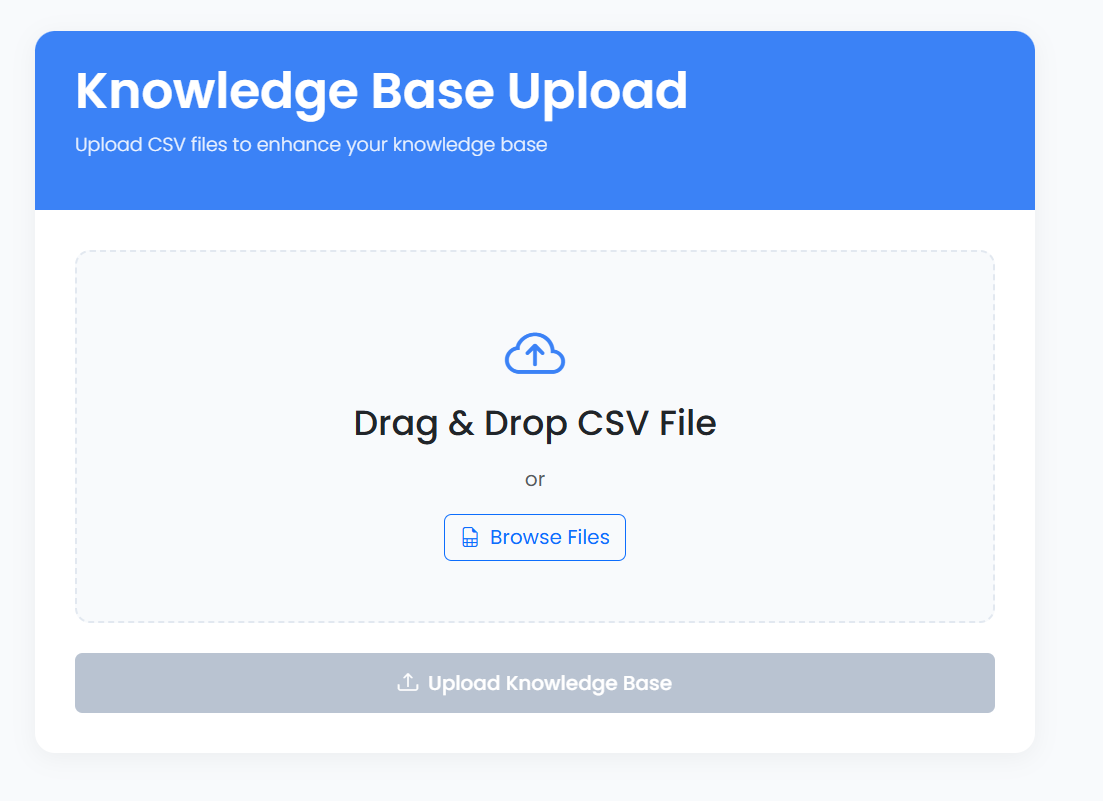 Knowledge Base Upload
Upload CSV files to enhance your knowledge base
Drag & Drop CSV File
or
Browse Files
Upload Knowledge Base